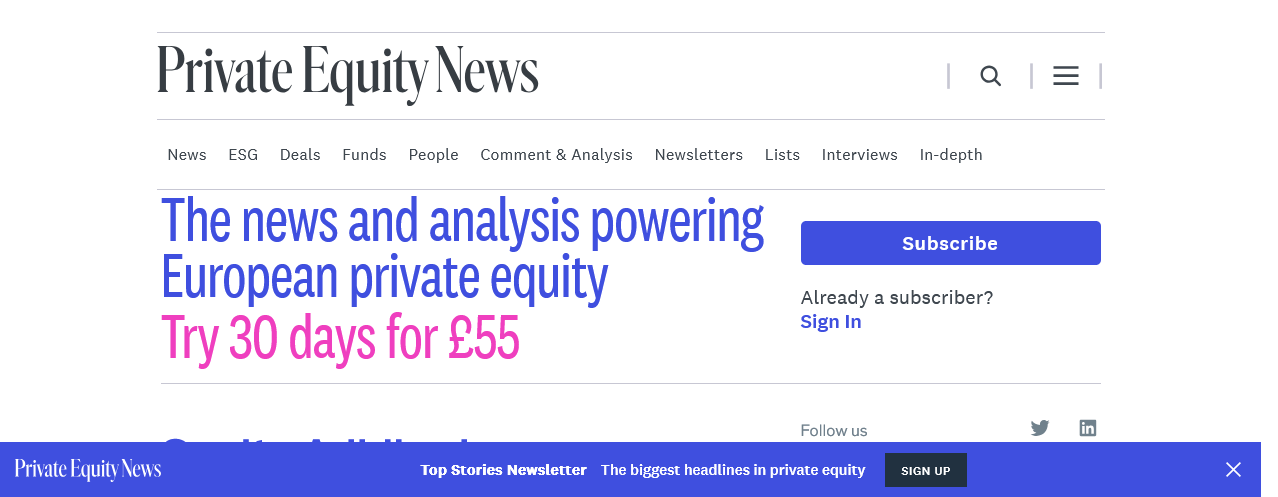 Private Equity News
News ESG Deals Funds People Comment & Analysis Newsletters Lists Interviews In-depth
The news and analysis powering
European private equity
Try 30 days for £55
Subscribe
Already a subscriber?
Sign In
Follow us
Private Equity News Top Stories Newsletter The biggest headlines in private equity SIGN UP